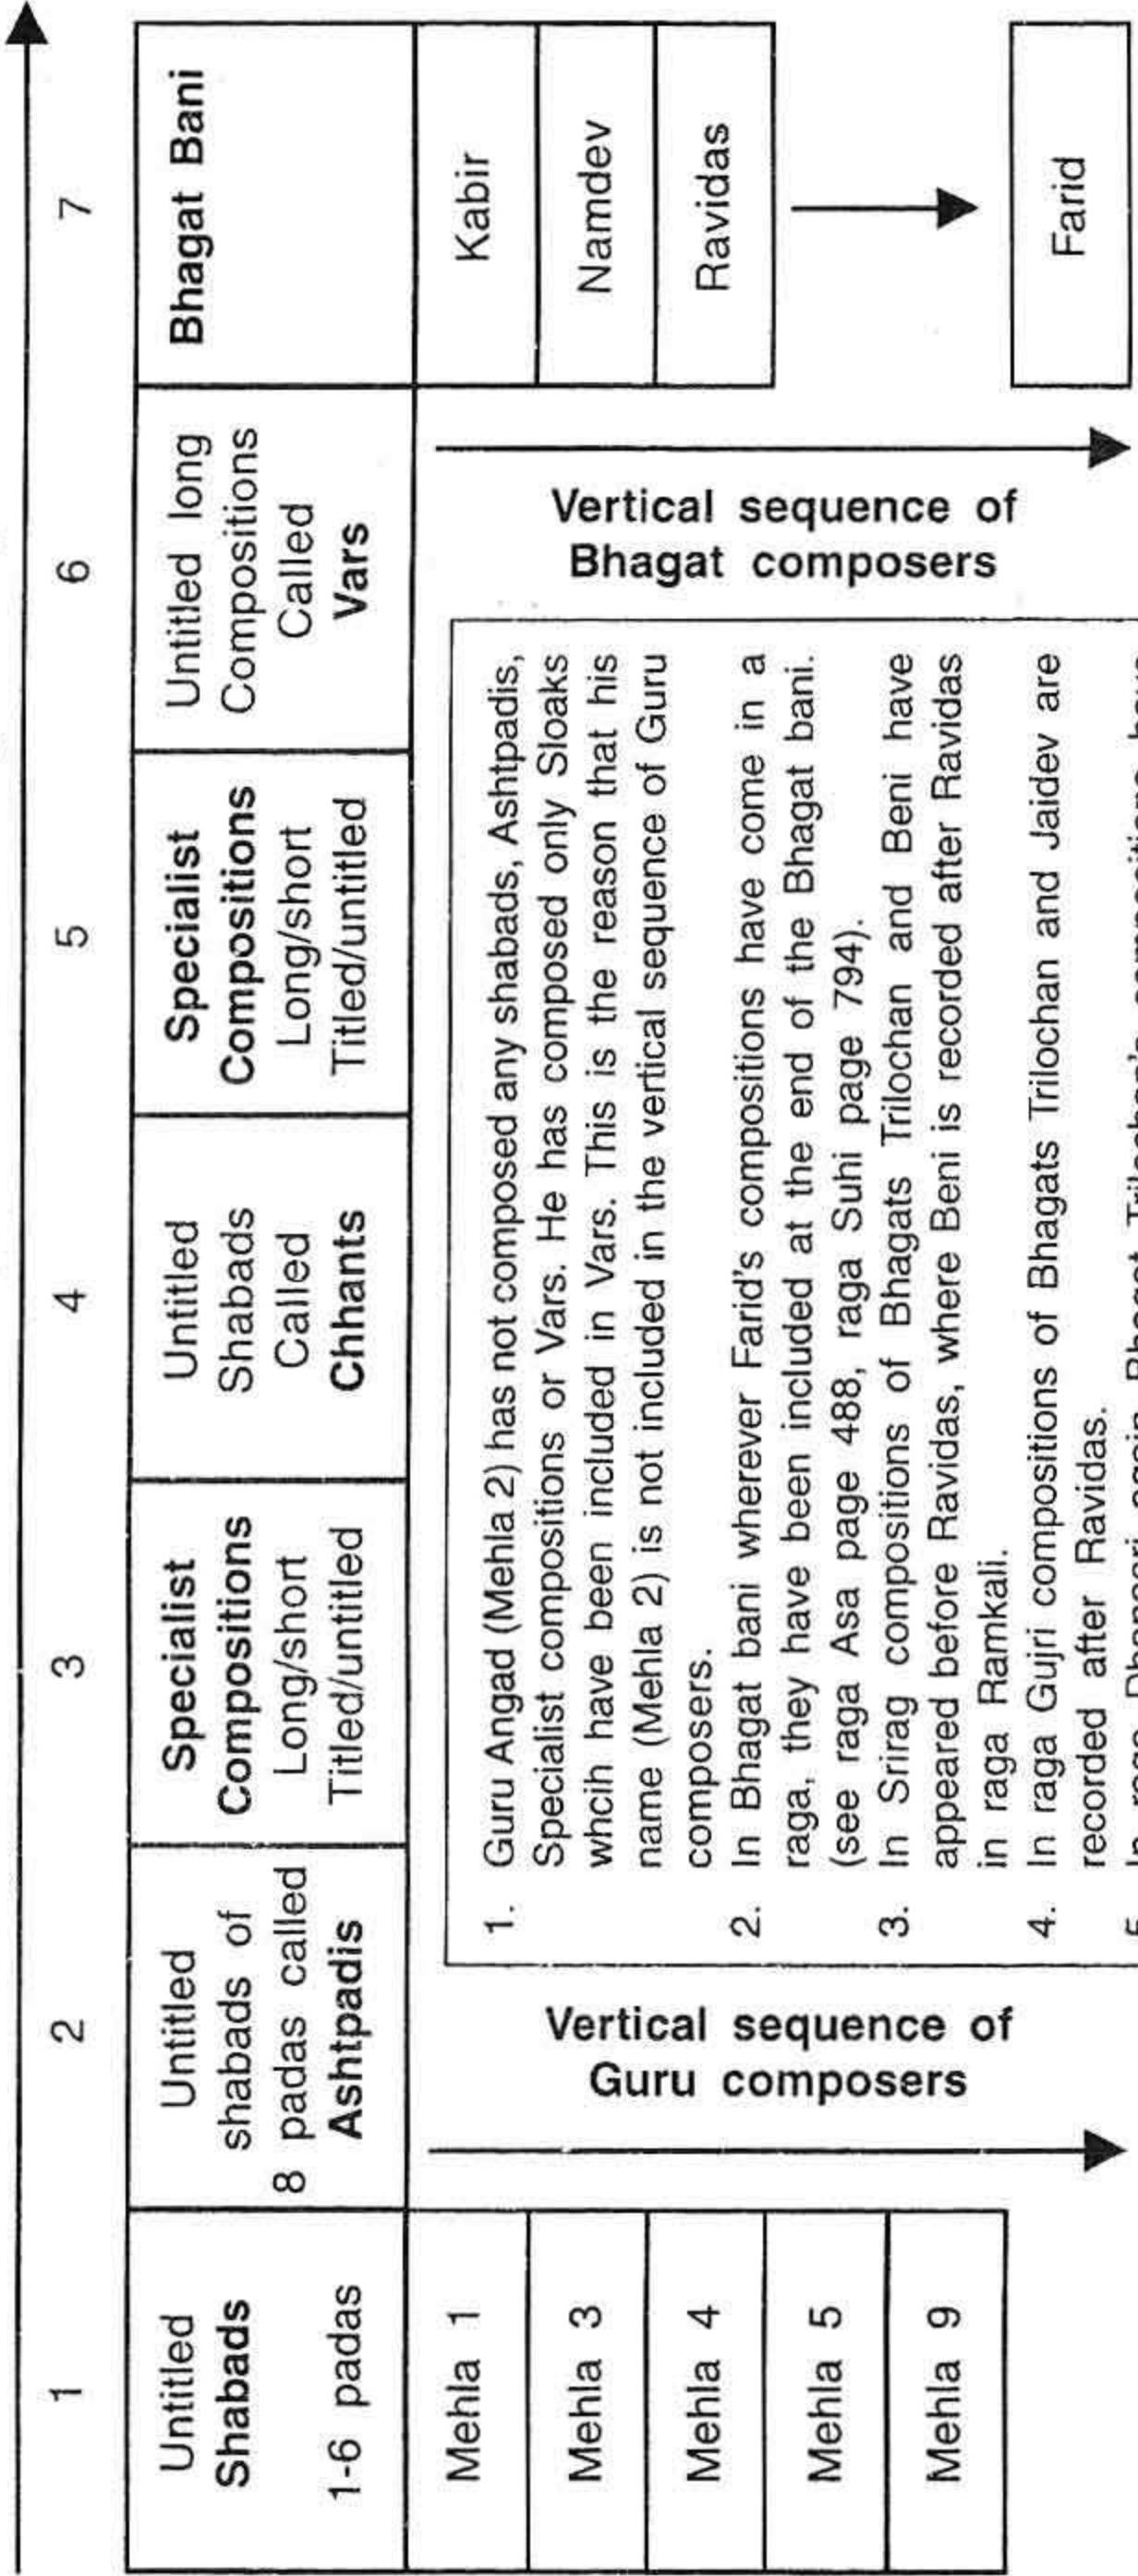 1 2 3 4 5 6 7
Untitled
Shabads
1-6 padas
Untitled
shabads of
8 padas called
Ashtpadis
Specialist
Compositions
Long/short
Titled/untitled
Untitled
Shabads
Called
Chhants
Specialist
Compositions
Long/short
Titled/untitled
Untitled long
Compositions
Called
Vars
Bhagat Bani
Mehla 1
Mehla 3
Mehla 4
Mehla 5
Mehla 9
Vertical sequence of
Guru composers
1. Guru Angad (Mehla 2) has not composed any shabads, Ashtpadis,
Specialist compositions or Vars. He has composed only Sloaks
whcih have been included in Vars. This is the reason that his
name (Mehla 2) is not included in the vertical sequence of Guru
composers.
2. In Bhagat bani wherever Farid's compositions have come in a
raga, they have been included at the end of the Bhagat bani.
(see raga Asa page 488, raga Suhi page 794).
3. In Srirag compositions of Bhagats Trilochan and Beni have
appeared before Ravidas, where Beni is recorded after Ravidas
in raga Ramkali.
4. In raga Gujri compositions of Bhagats Trilochan and Jaidev are
recorded after Ravidas.
5. In raga Dhanasri again Bhagat Trilochan's compositions have
Vertical sequence of
Bhagat composers
Kabir
Namdev
Ravidas
Farid